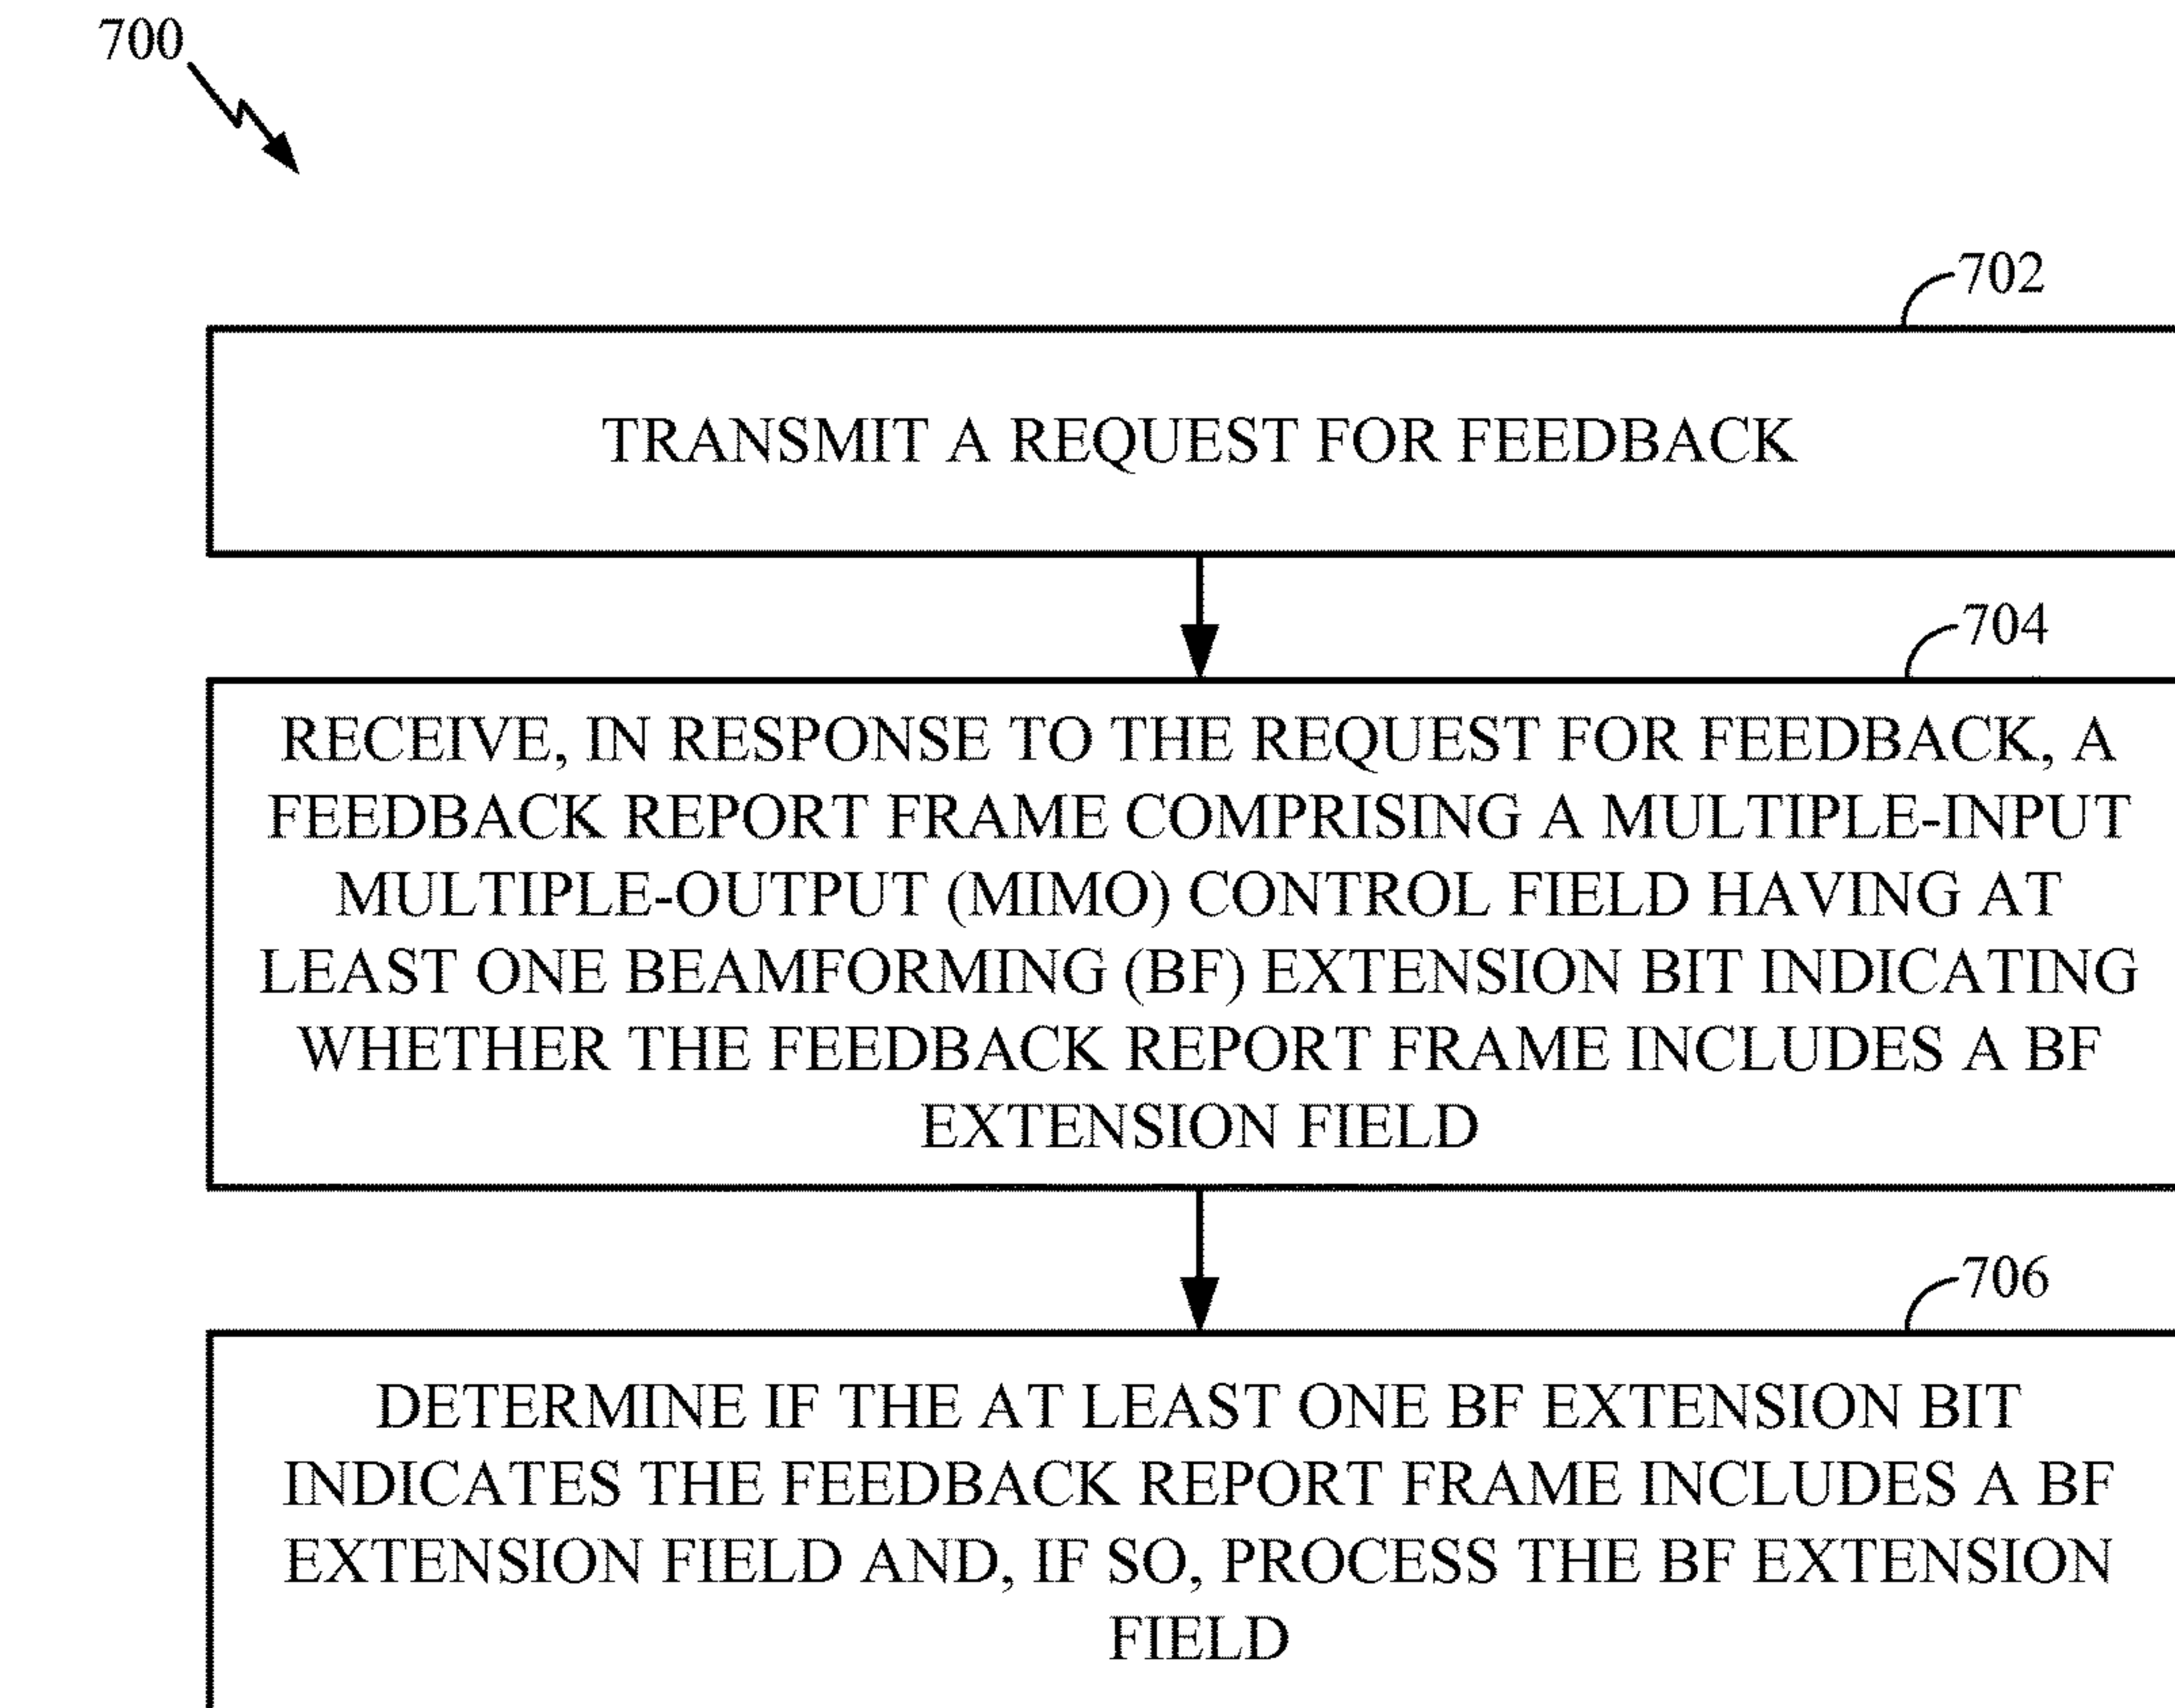 700
702
TRANSMIT A REQUEST FOR FEEDBACK
704
RECEIVE, IN RESPONSE TO THE REQUEST FOR FEEDBACK, A
FEEDBACK REPORT FRAME COMPRISING A MULTIPLE-INPUT
MULTIPLE-OUTPUT (MIMO) CONTROL FIELD HAVING AT
LEAST ONE BEAMFORMING (BF) EXTENSION BIT INDICATING
WHETHER THE FEEDBACK REPORT FRAME INCLUDES A BF
EXTENSION FIELD
706
DETERMINE IF THE AT LEAST ONE BF EXTENSION BIT
INDICATES THE FEEDBACK REPORT FRAME INCLUDES A BF
EXTENSION FIELD AND, IF SO, PROCESS THE BF EXTENSION
FIELD